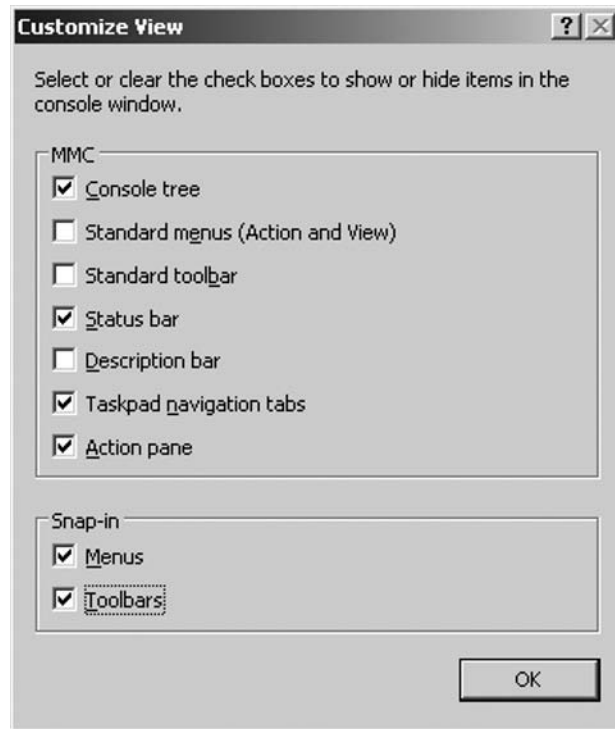 Customize View
?
Select or clear the check boxes to show or hide items in the
console window.
MMC
Console tree
Standard menus (Action and View)
Standard toolbar
Status bar
Description bar
Taskpad navigation tabs
Action pane
Snap-in
Menus
Toolbars
OK